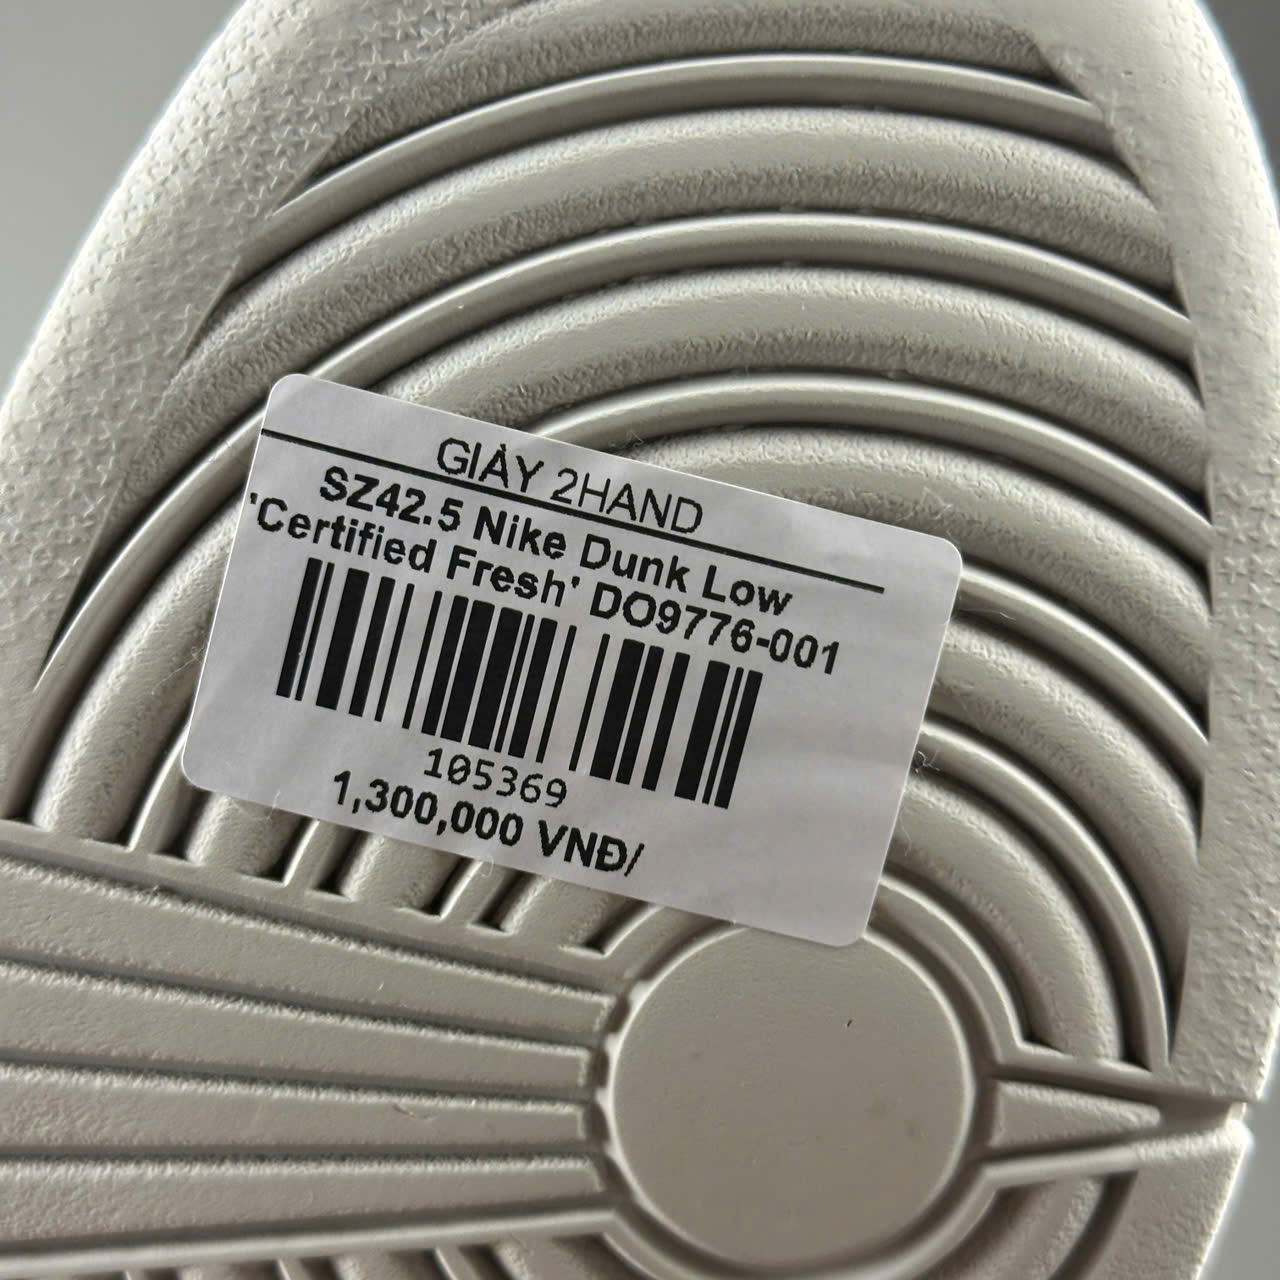 GIÀY 2HAND
SZ42.5 Nike Dunk Low
'Certified Fresh' DO9776-001
105369
1,300,000 VNĐ/